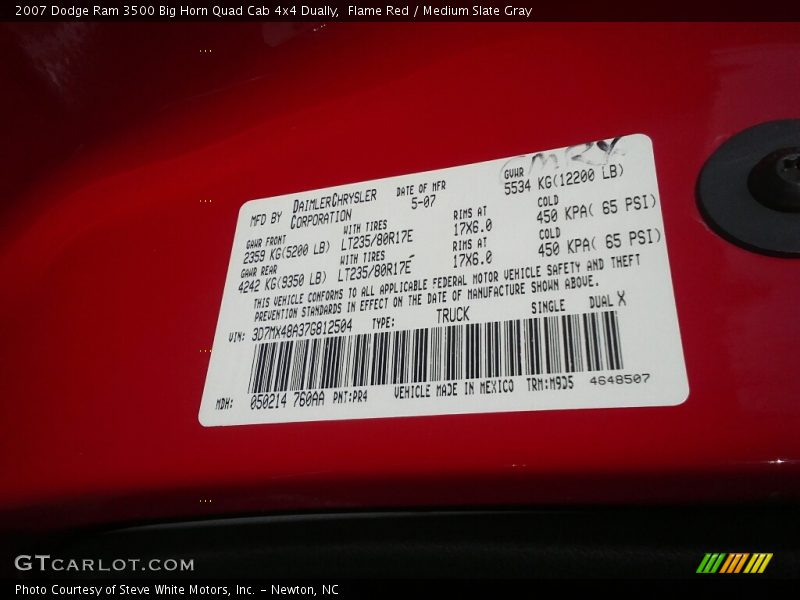 2007 Dodge Ram 3500 Big Horn Quad Cab 4x4 Dually,  Flame Red / Medium Slate Gray
MFD BY DAIMLERCHRYSLER CORPORATION
DATE OF MFR 5-07
GVWR 5534 KG(12200 LB)
GAWR FRONT 2359 KG(5200 LB) WITH TIRES LT235/80R17E RIMS AT 17X6.0 COLD 450 KPA( 65 PSI)
GAWR REAR 4242 KG(9350 LB) WITH TIRES LT235/80R17E RIMS AT 17X6.0 COLD 450 KPA( 65 PSI)
THIS VEHICLE CONFORMS TO ALL APPLICABLE FEDERAL MOTOR VEHICLE SAFETY AND THEFT
PREVENTION STANDARDS IN EFFECT ON THE DATE OF MANUFACTURE SHOWN ABOVE.
VIN: 3D7MX48A37G812504 TYPE: TRUCK SINGLE DUAL X
MDH: 050214 760AA PNT:PR4 VEHICLE MADE IN MEXICO TRM:M9D5 4648507
GTCARLOT.COM
Photo Courtesy of Steve White Motors, Inc. – Newton, NC